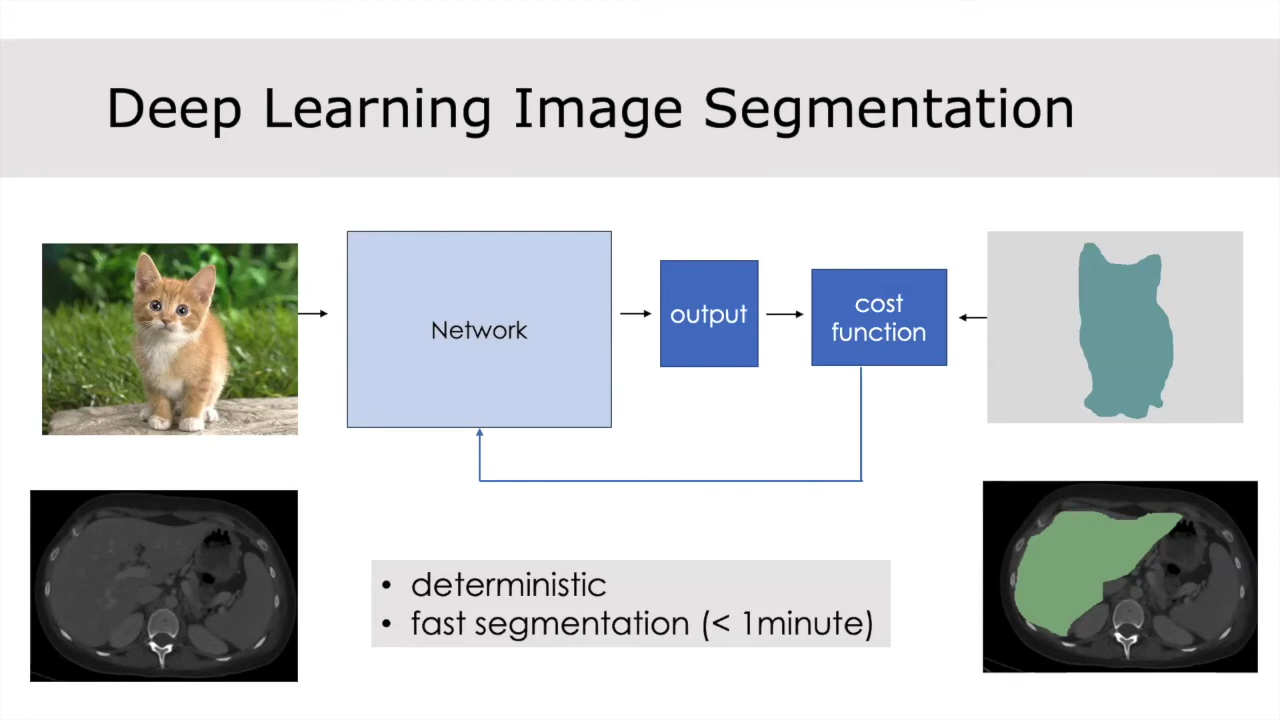 Deep Learning Image Segmentation
Network
output
cost
function
• deterministic
• fast segmentation (< 1minute)